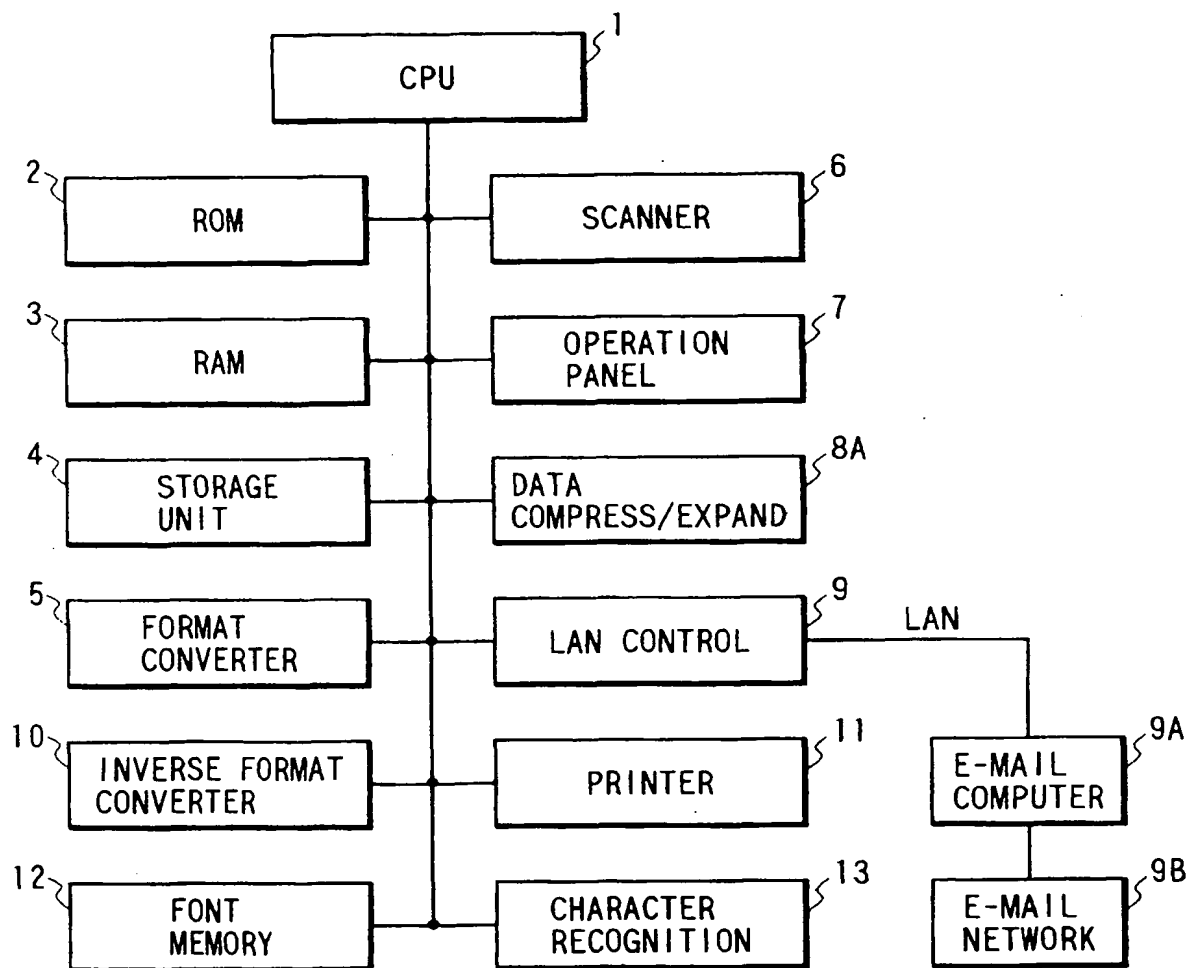 1
CPU
2
ROM
6
SCANNER
3
RAM
7
OPERATION
PANEL
4
STORAGE
UNIT
8A
DATA
COMPRESS/EXPAND
5
FORMAT
CONVERTER
9
LAN CONTROL
LAN
10
INVERSE FORMAT
CONVERTER
11
PRINTER
9A
E-MAIL
COMPUTER
12
FONT
MEMORY
13
CHARACTER
RECOGNITION
9B
E-MAIL
NETWORK